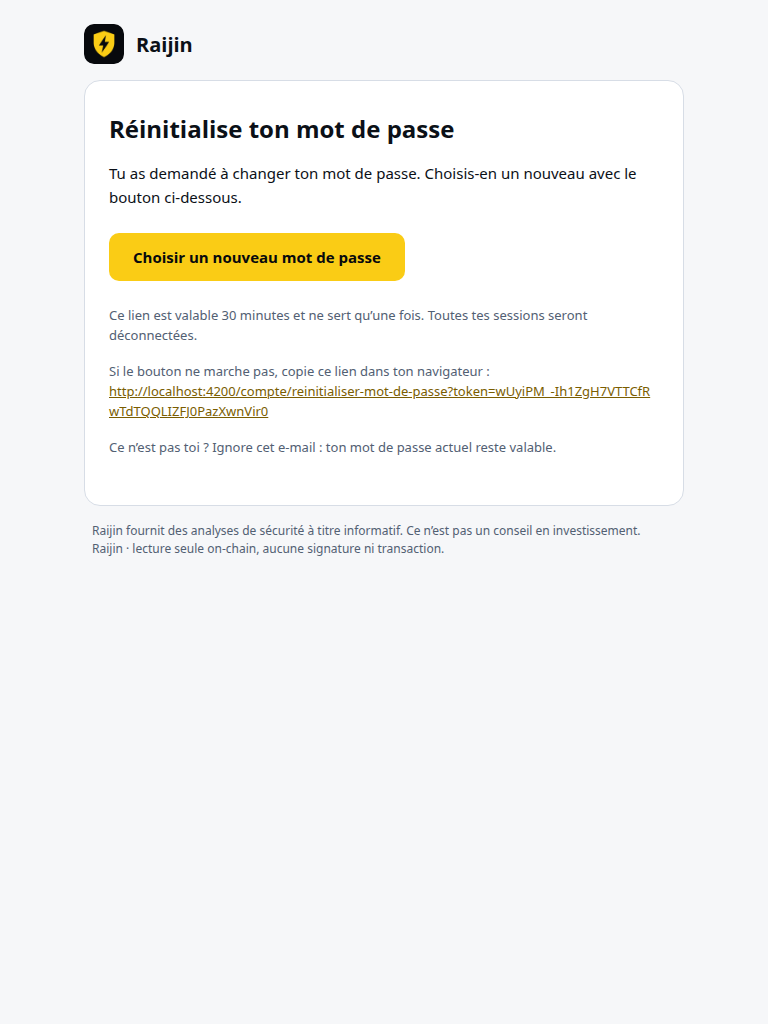 Raijin
Réinitialise ton mot de passe
Tu as demandé à changer ton mot de passe. Choisis-en un nouveau avec le
bouton ci-dessous.
Choisir un nouveau mot de passe
Ce lien est valable 30 minutes et ne sert qu’une fois. Toutes tes sessions seront
déconnectées.
Si le bouton ne marche pas, copie ce lien dans ton navigateur :
http://localhost:4200/compte/reinitialiser-mot-de-passe?token=wUyiPM_-Ih1ZgH7VTTCfR
wTdTQQLIZFJ0PazXwnVir0
Ce n’est pas toi ? Ignore cet e-mail : ton mot de passe actuel reste valable.
Raijin fournit des analyses de sécurité à titre informatif. Ce n’est pas un conseil en investissement.
Raijin · lecture seule on-chain, aucune signature ni transaction.